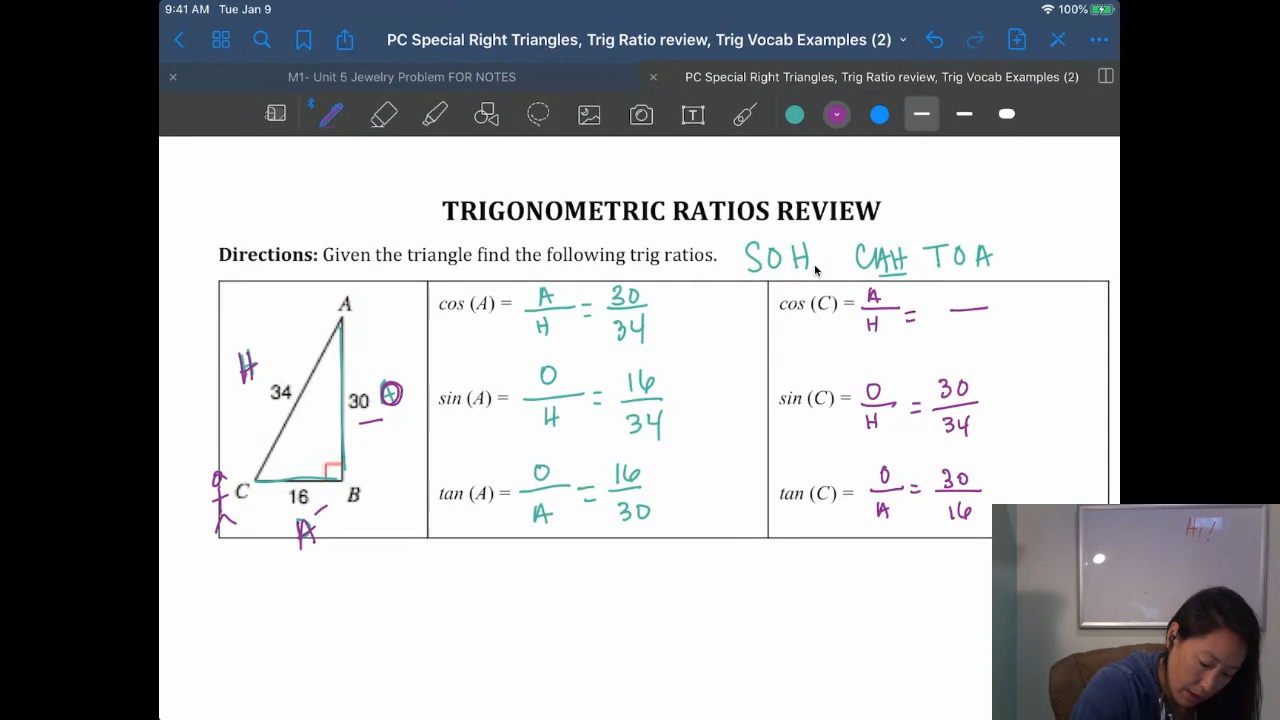 9:41 AM Tue Jan 9 100%
PC Special Right Triangles, Trig Ratio review, Trig Vocab Examples (2)
M1- Unit 5 Jewelry Problem FOR NOTES PC Special Right Triangles, Trig Ratio review, Trig Vocab Examples (2)
T
TRIGONOMETRIC RATIOS REVIEW
Directions: Given the triangle find the following trig ratios. SOH CAH TOA
A
H
34
30
O
C
16
B
A
cos (A) = A/H = 30/34
sin (A) = O/H = 16/34
tan (A) = O/A = 16/30
cos (C) = A/H =
sin (C) = O/H = 30/34
tan (C) = O/A = 30/16
Hi!